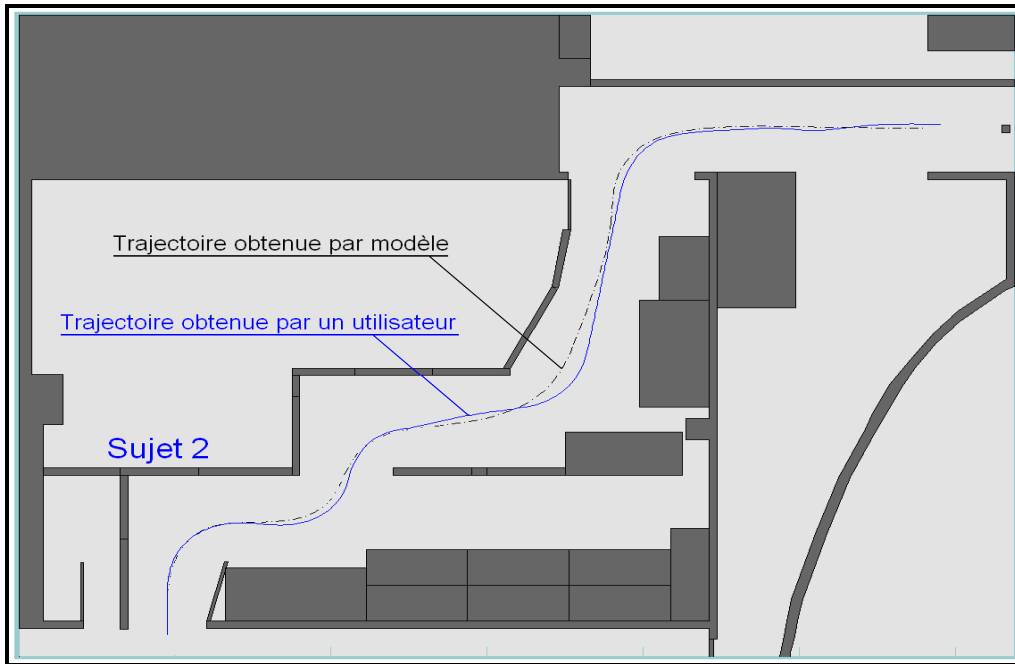 Trajectoire obtenue par modèle
Trajectoire obtenue par un utilisateur
Sujet 2